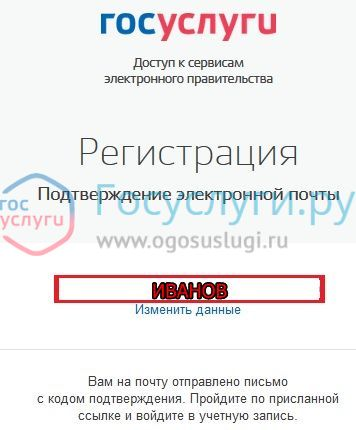 госуслуги
Доступ к сервисам
электронного правительства
Регистрация
Подтверждение электронной почты
гос
услуги
Госуслуги.ру
www.ogosuslugi.ru
ИВАНОВ
Изменить данные
Вам на почту отправлено письмо
с кодом подтверждения. Пройдите по присланной
ссылке и войдите в учетную запись.